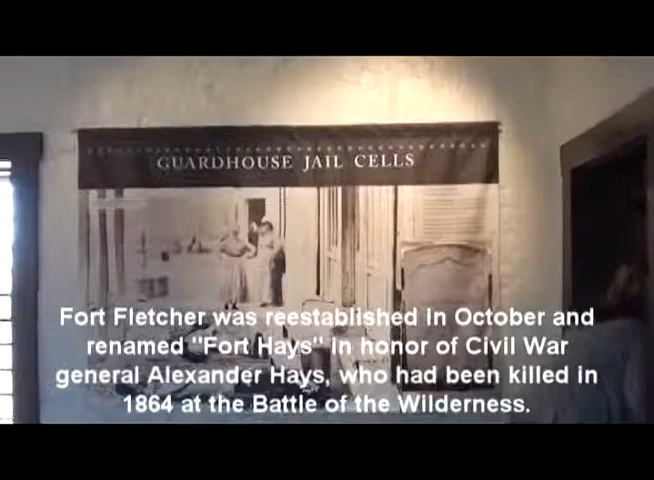 GUARDHOUSE JAIL CELLS
Fort Fletcher was reestablished in October and
renamed "Fort Hays" in honor of Civil War
general Alexander Hays, who had been killed in
1864 at the Battle of the Wilderness.